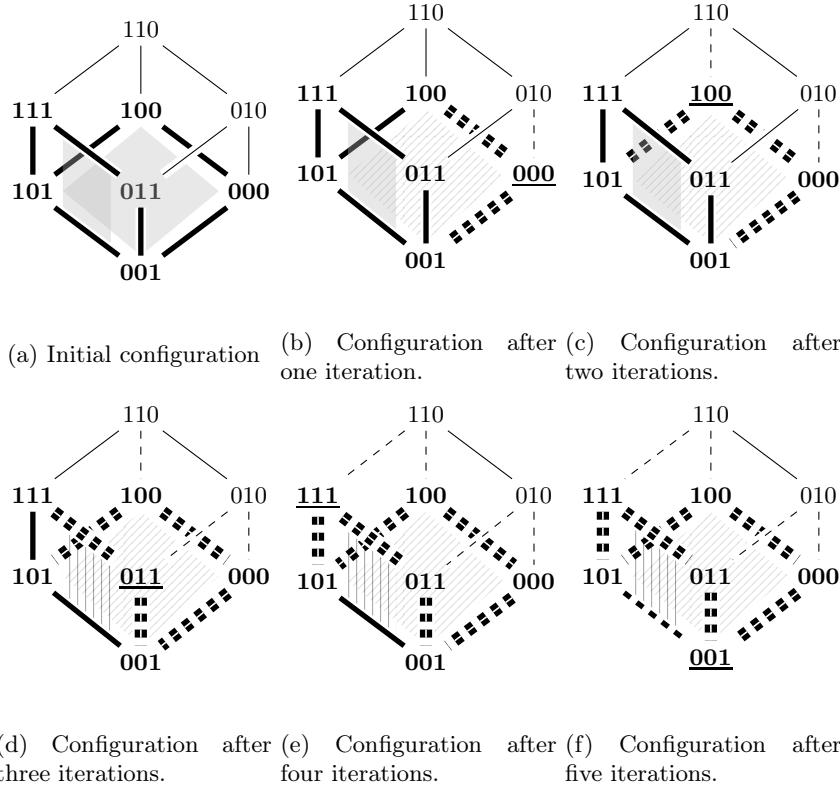 110
111 100 010
101 011 000
001
(a) Initial configuration
110
111 100 010
101 011 000
001
(b) Configuration after
one iteration.
110
111 100 010
101 011 000
001
(c) Configuration after
two iterations.
110
111 100 010
101 011 000
001
(d) Configuration after
three iterations.
110
111 100 010
101 011 000
001
(e) Configuration after
four iterations.
110
111 100 010
101 011 000
001
(f) Configuration after
five iterations.